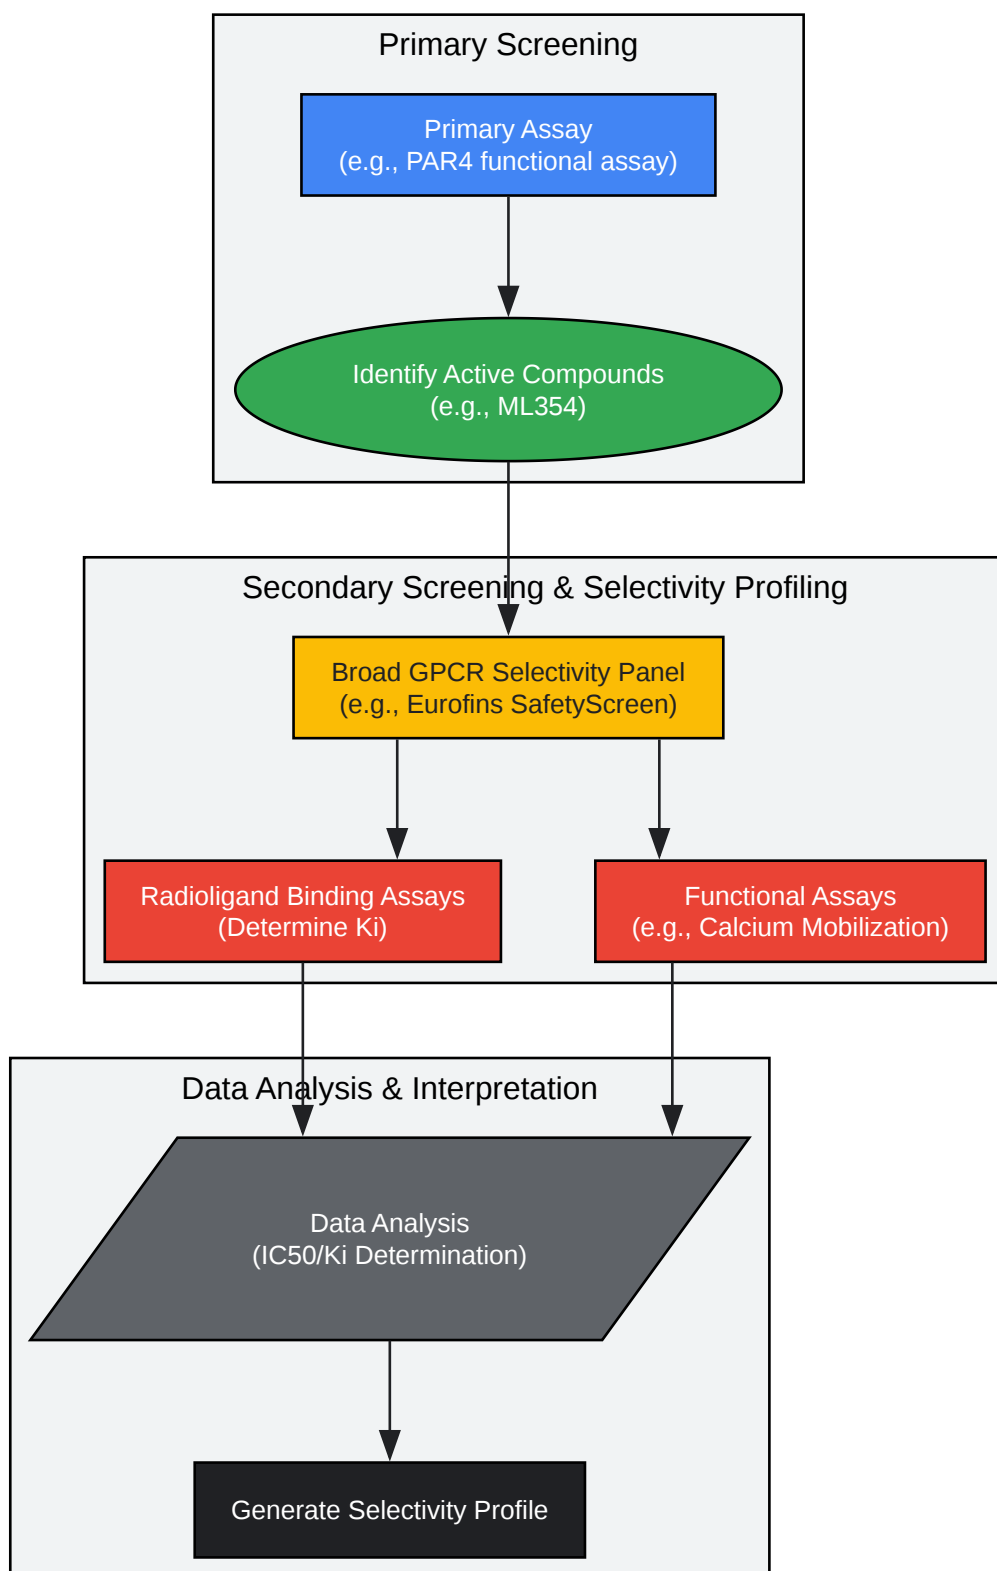 Primary Screening
Primary Assay
(e.g., PAR4 functional assay)
Identify Active Compounds
(e.g., ML354)
Secondary Screening & Selectivity Profiling
Broad GPCR Selectivity Panel
(e.g., Eurofins SafetyScreen)
Radioligand Binding Assays
(Determine Ki)
Functional Assays
(e.g., Calcium Mobilization)
Data Analysis & Interpretation
Data Analysis
(IC50/Ki Determination)
Generate Selectivity Profile